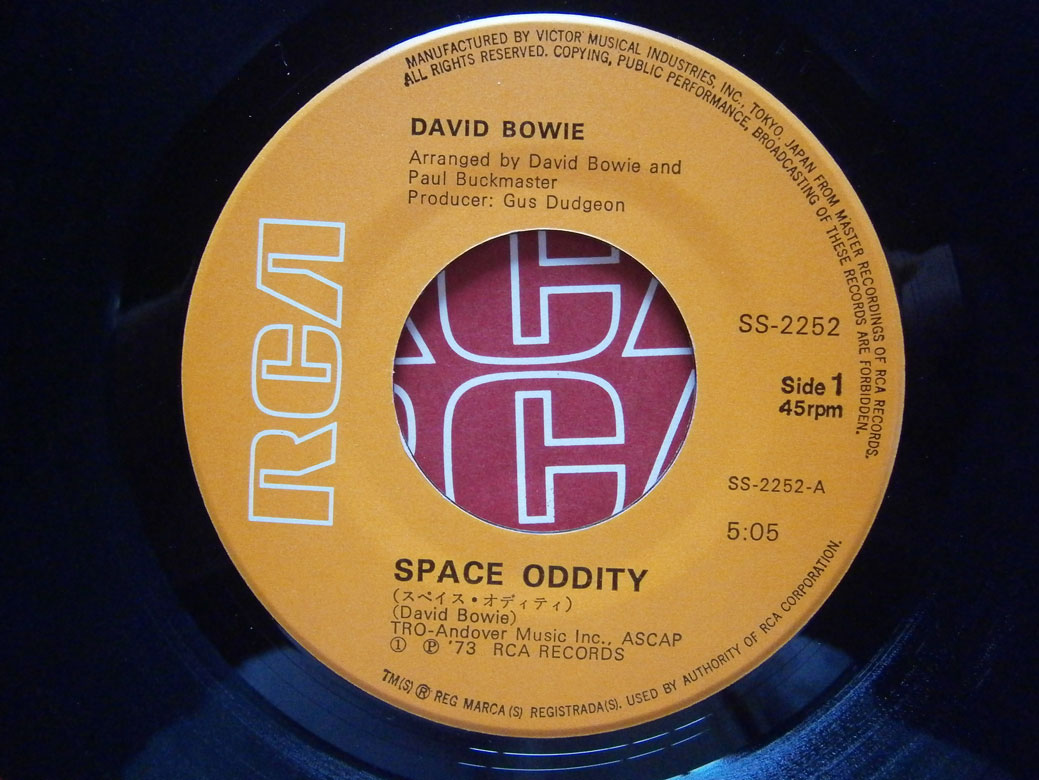 MANUFACTURED BY VICTOR MUSICAL INDUSTRIES, INC., TOKYO, JAPAN FROM MASTER RECORDINGS OF RCA RECORDS.
ALL RIGHTS RESERVED. COPYING, PUBLIC PERFORMANCE, BROADCASTING OF THESE RECORDS ARE FORBIDDEN.
DAVID BOWIE
Arranged by David Bowie and
Paul Buckmaster
Producer: Gus Dudgeon
RCA
SS-2252
Side 1
45rpm
SS-2252-A
5:05
SPACE ODDITY
(スペイス・オディティ)
(David Bowie)
TRO-Andover Music Inc., ASCAP
① Ⓟ '73 RCA RECORDS
TM(S) ® REG MARCA(S) REGISTRADA(S). USED BY AUTHORITY OF RCA CORPORATION.